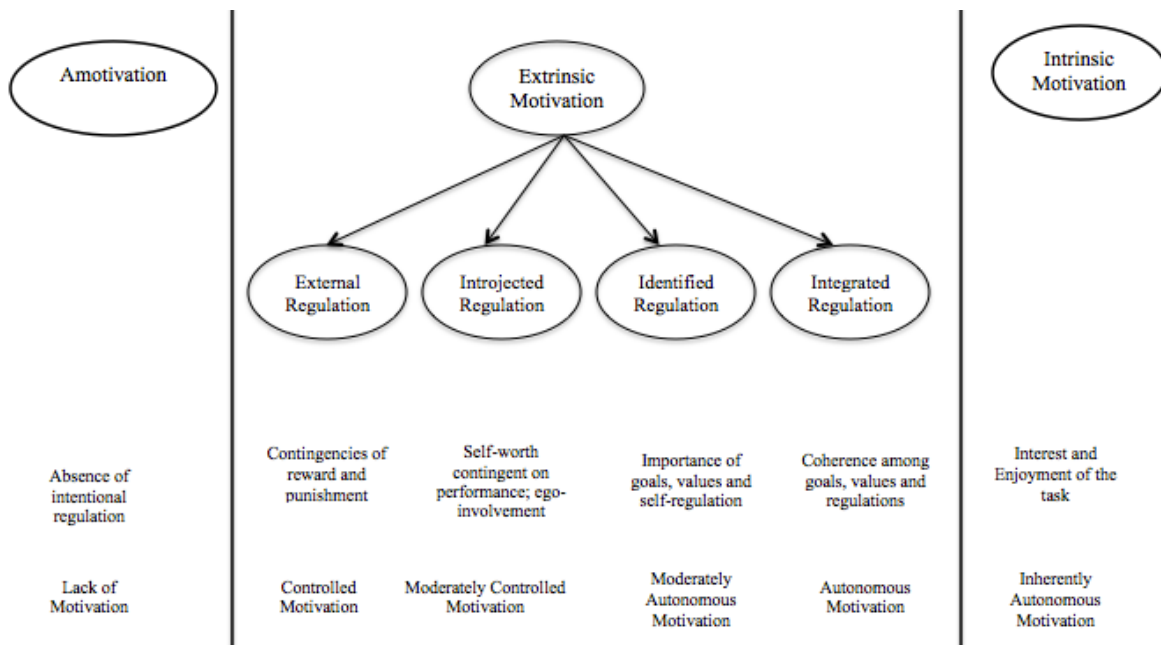 Amotivation
Extrinsic
Motivation
Intrinsic
Motivation
External
Regulation
Introjected
Regulation
Identified
Regulation
Integrated
Regulation
Absence of
intentional
regulation
Contingencies of
reward and
punishment
Self-worth
contingent on
performance; ego-
involvement
Importance of
goals, values and
self-regulation
Coherence among
goals, values and
regulations
Interest and
Enjoyment of the
task
Lack of
Motivation
Controlled
Motivation
Moderately Controlled
Motivation
Moderately
Autonomous
Motivation
Autonomous
Motivation
Inherently
Autonomous
Motivation